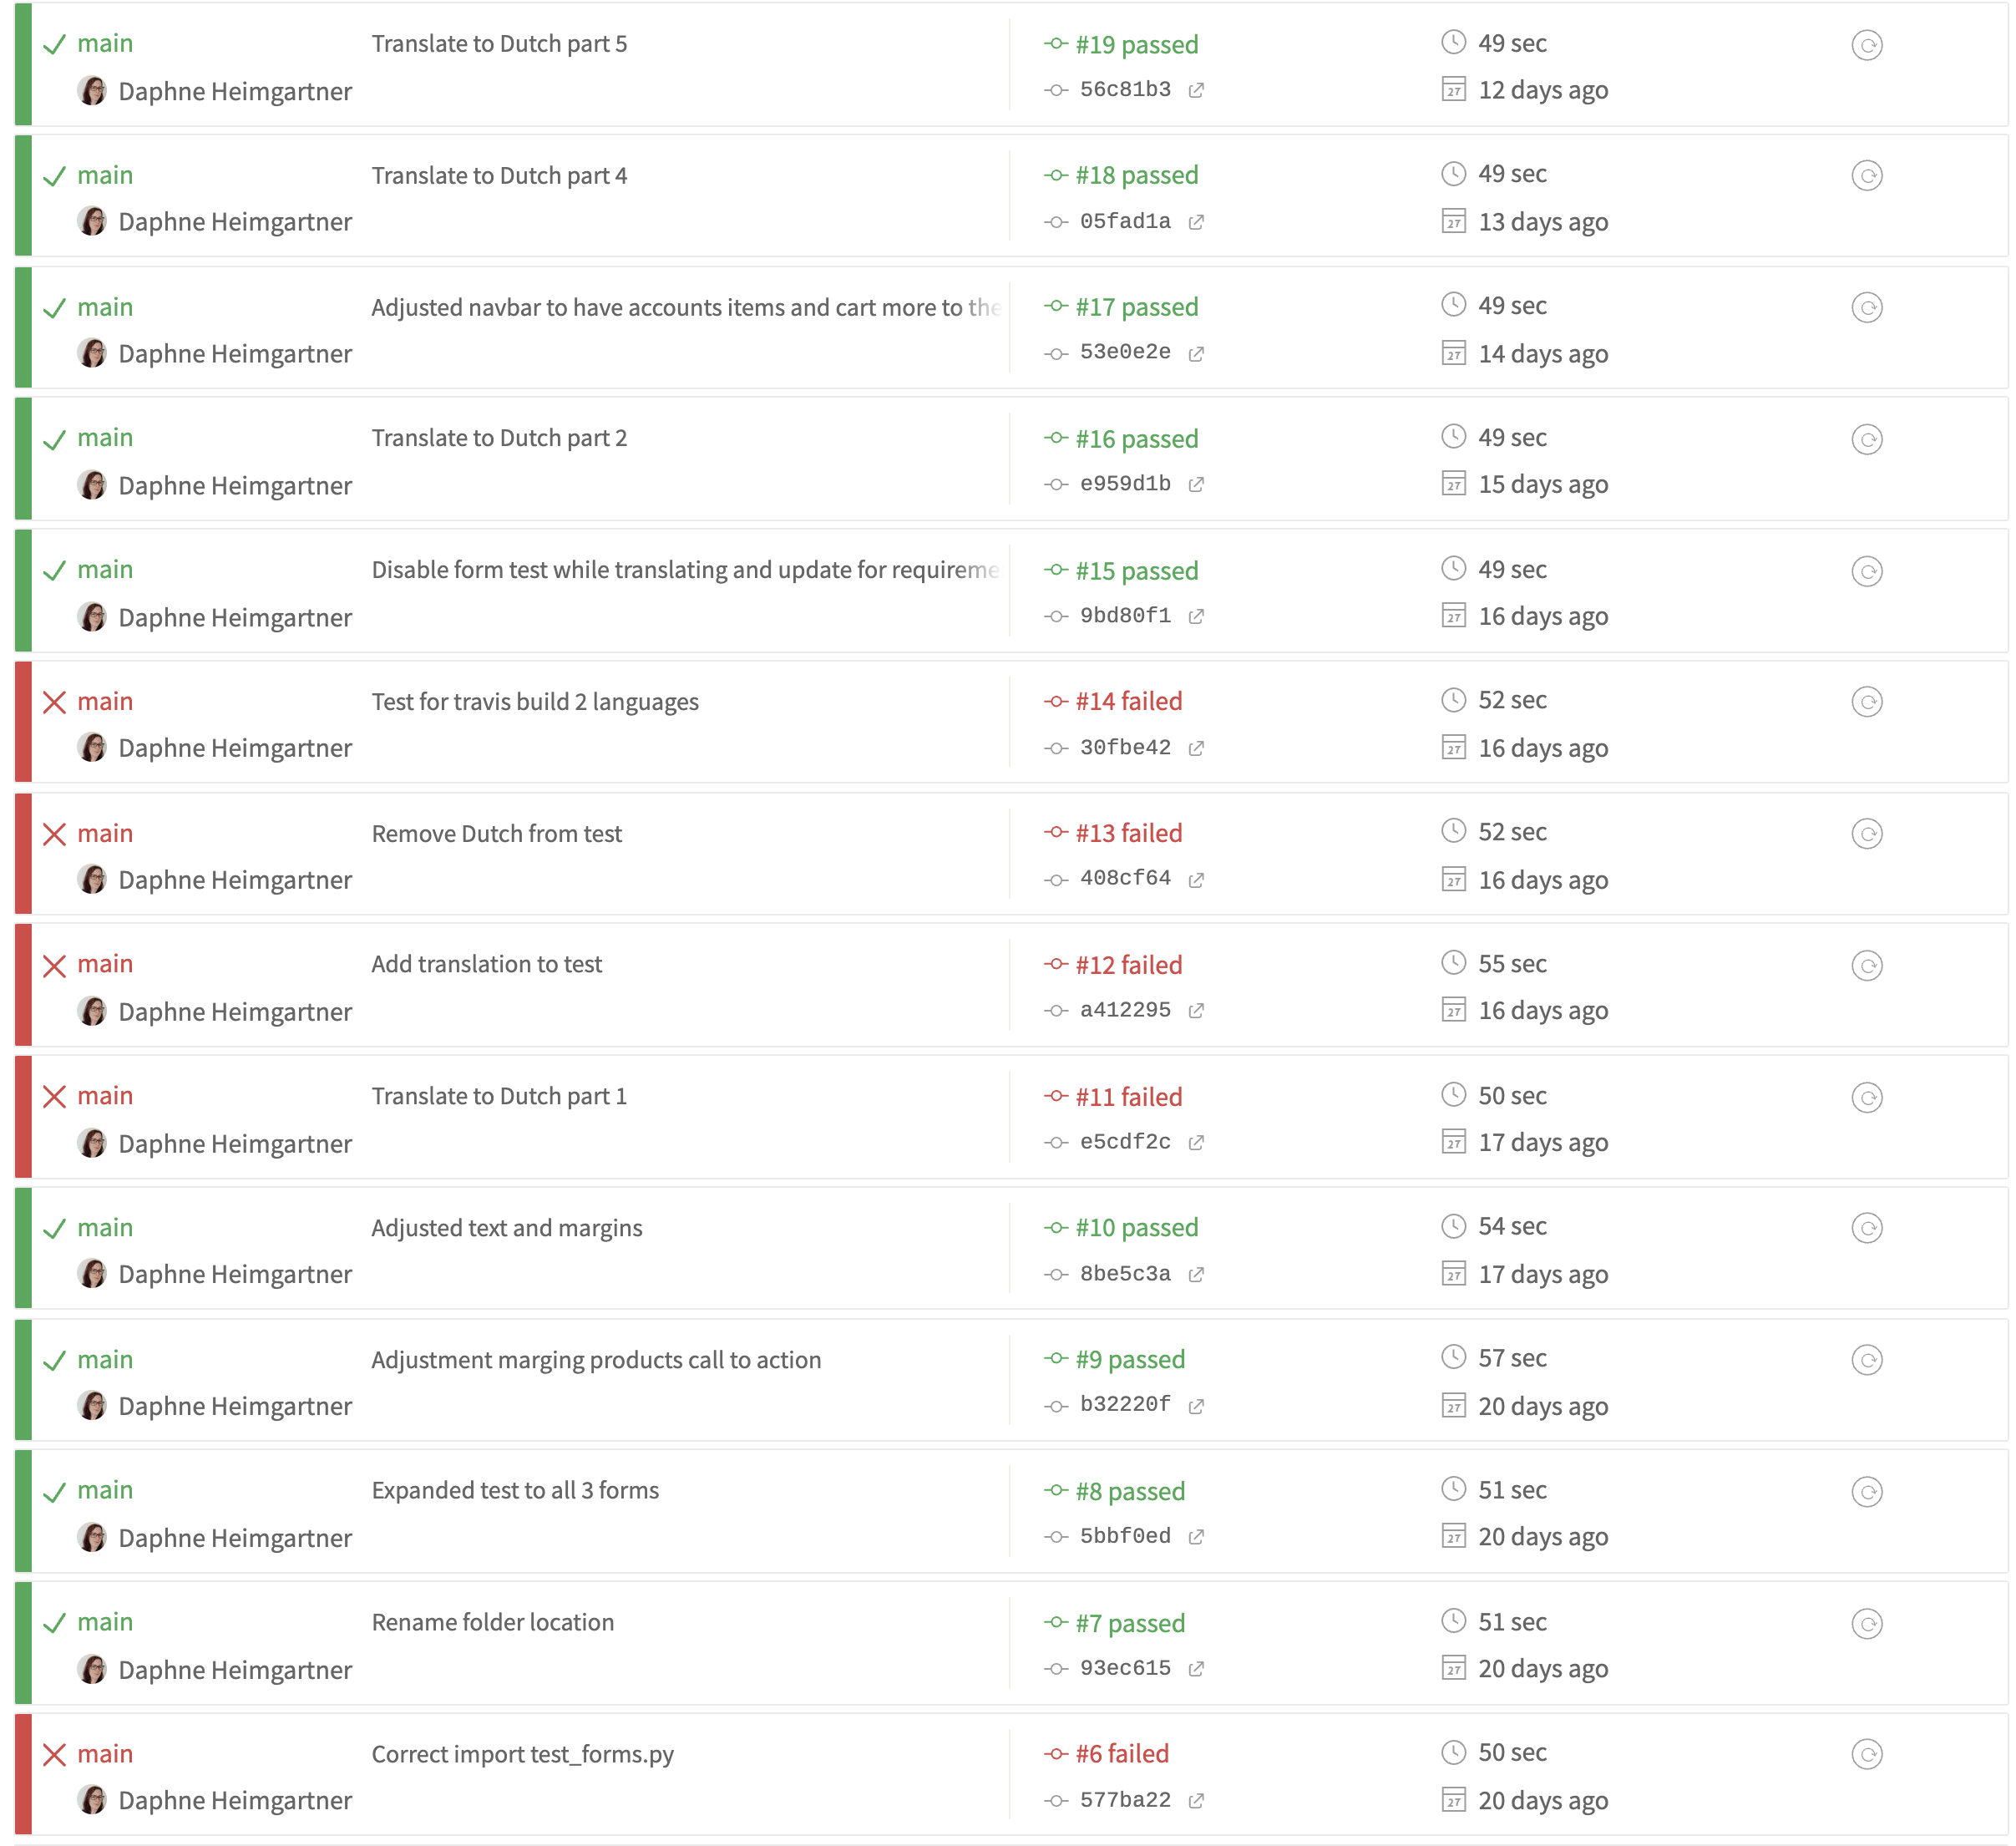 main Translate to Dutch part 5 #19 passed 49 sec
Daphne Heimgartner 56c81b3 27 12 days ago
main Translate to Dutch part 4 #18 passed 49 sec
Daphne Heimgartner 05fad1a 27 13 days ago
main Adjusted navbar to have accounts items and cart more to the #17 passed 49 sec
Daphne Heimgartner 53e0e2e 27 14 days ago
main Translate to Dutch part 2 #16 passed 49 sec
Daphne Heimgartner e959d1b 27 15 days ago
main Disable form test while translating and update for requireme #15 passed 49 sec
Daphne Heimgartner 9bd80f1 27 16 days ago
main Test for travis build 2 languages #14 failed 52 sec
Daphne Heimgartner 30fbe42 27 16 days ago
main Remove Dutch from test #13 failed 52 sec
Daphne Heimgartner 408cf64 27 16 days ago
main Add translation to test #12 failed 55 sec
Daphne Heimgartner a412295 27 16 days ago
main Translate to Dutch part 1 #11 failed 50 sec
Daphne Heimgartner e5cdf2c 27 17 days ago
main Adjusted text and margins #10 passed 54 sec
Daphne Heimgartner 8be5c3a 27 17 days ago
main Adjustment marging products call to action #9 passed 57 sec
Daphne Heimgartner b32220f 27 20 days ago
main Expanded test to all 3 forms #8 passed 51 sec
Daphne Heimgartner 5bbf0ed 27 20 days ago
main Rename folder location #7 passed 51 sec
Daphne Heimgartner 93ec615 27 20 days ago
main Correct import test_forms.py #6 failed 50 sec
Daphne Heimgartner 577ba22 27 20 days ago